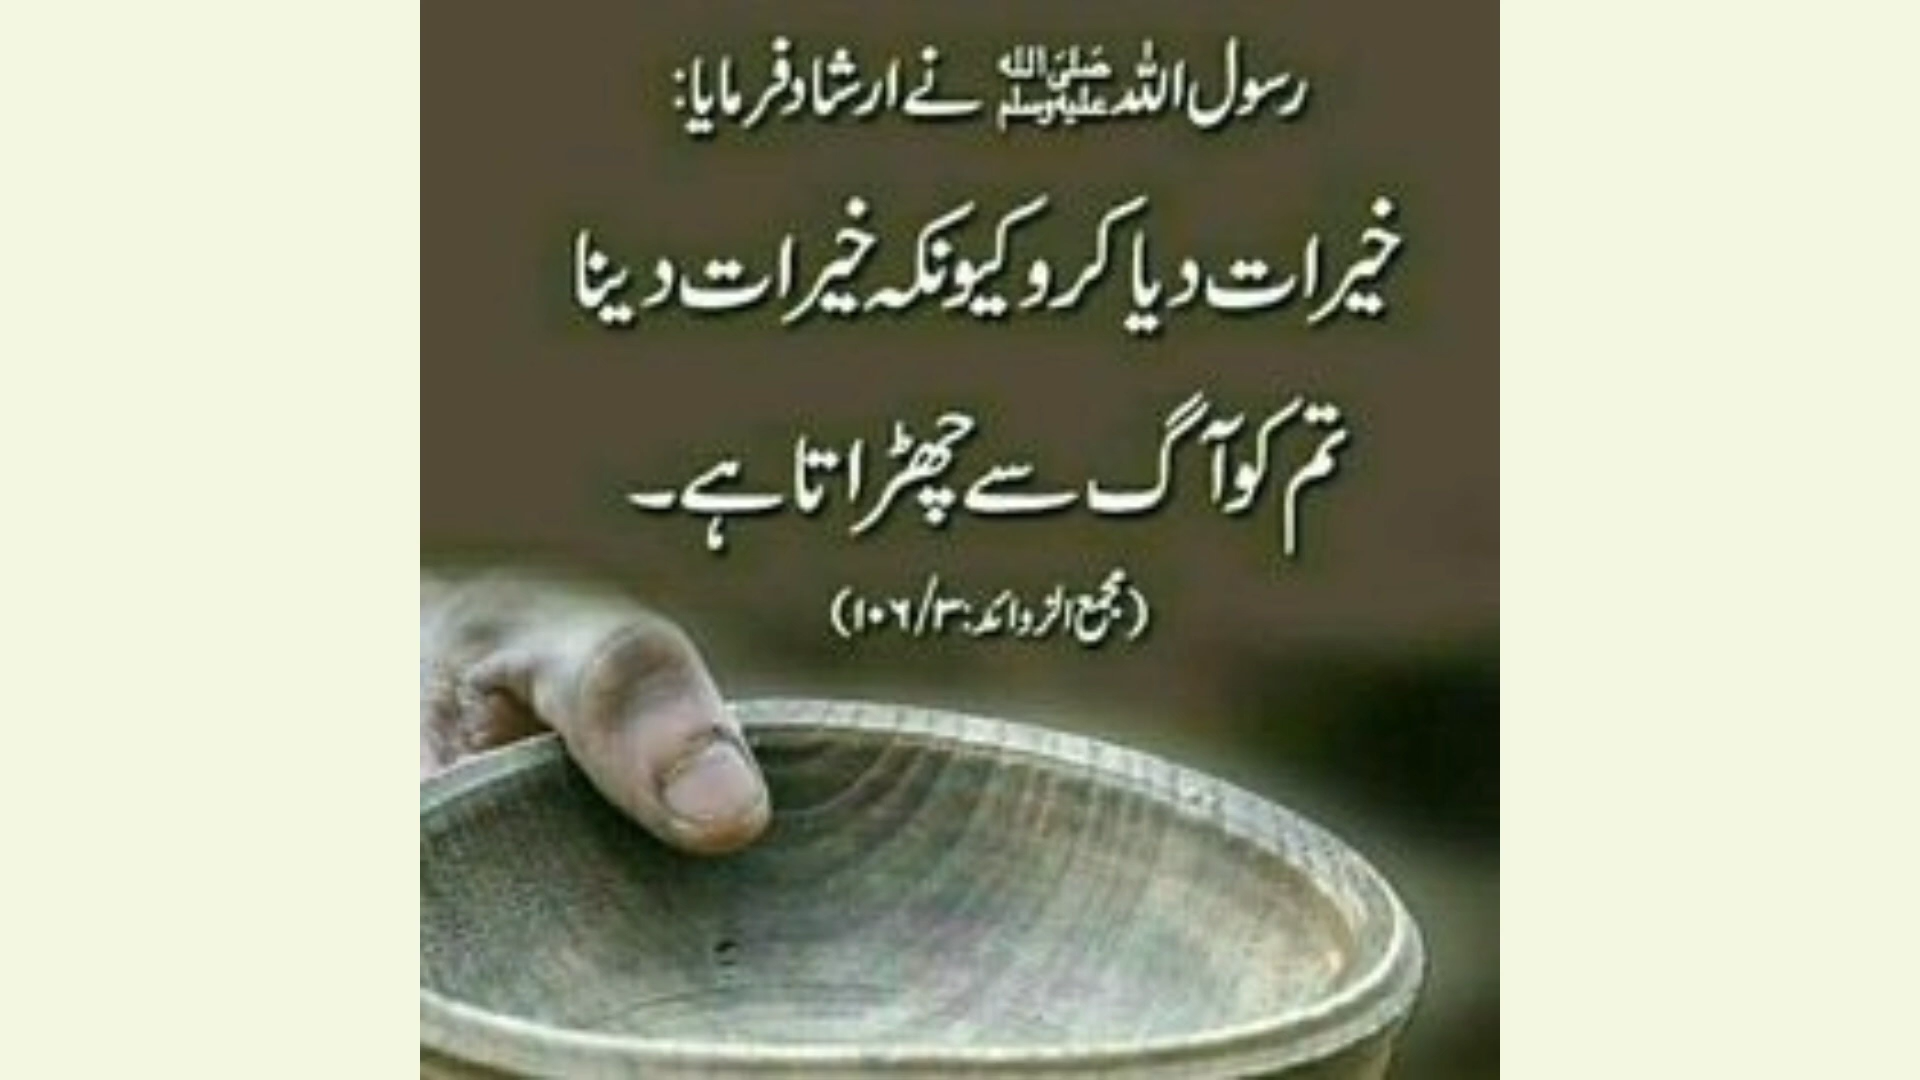 رسول اللہ ﷺ نے ارشاد فرمایا:
خیرات دیا کرو کیونکہ خیرات دینا
تم کو آگ سے چھڑاتا ہے۔
(مجمع الزوائد: ۳/۱۰۶)